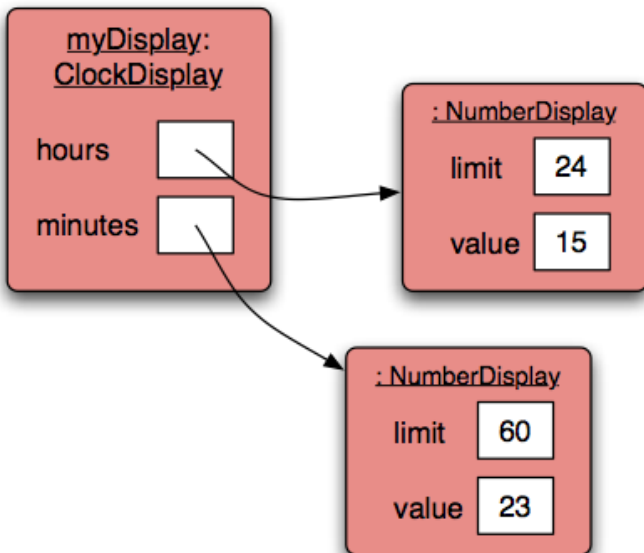 myDisplay:
ClockDisplay
hours
minutes
: NumberDisplay
limit 24
value 15
: NumberDisplay
limit 60
value 23